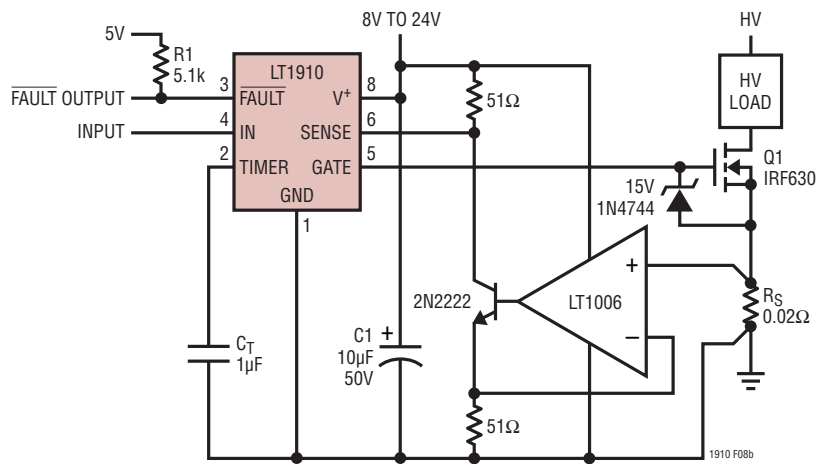 8V TO 24V
HV
5V
R1
5.1k
LT1910
HV
LOAD
FAULT OUTPUT
3
FAULT
V+
8
51Ω
INPUT
4
IN
SENSE
6
2
TIMER
GATE
5
Q1
IRF630
GND
1
15V
1N4744
+
2N2222
LT1006
RS
0.02Ω
–
CT
1µF
C1
10µF
50V
+
51Ω
1910 F08b